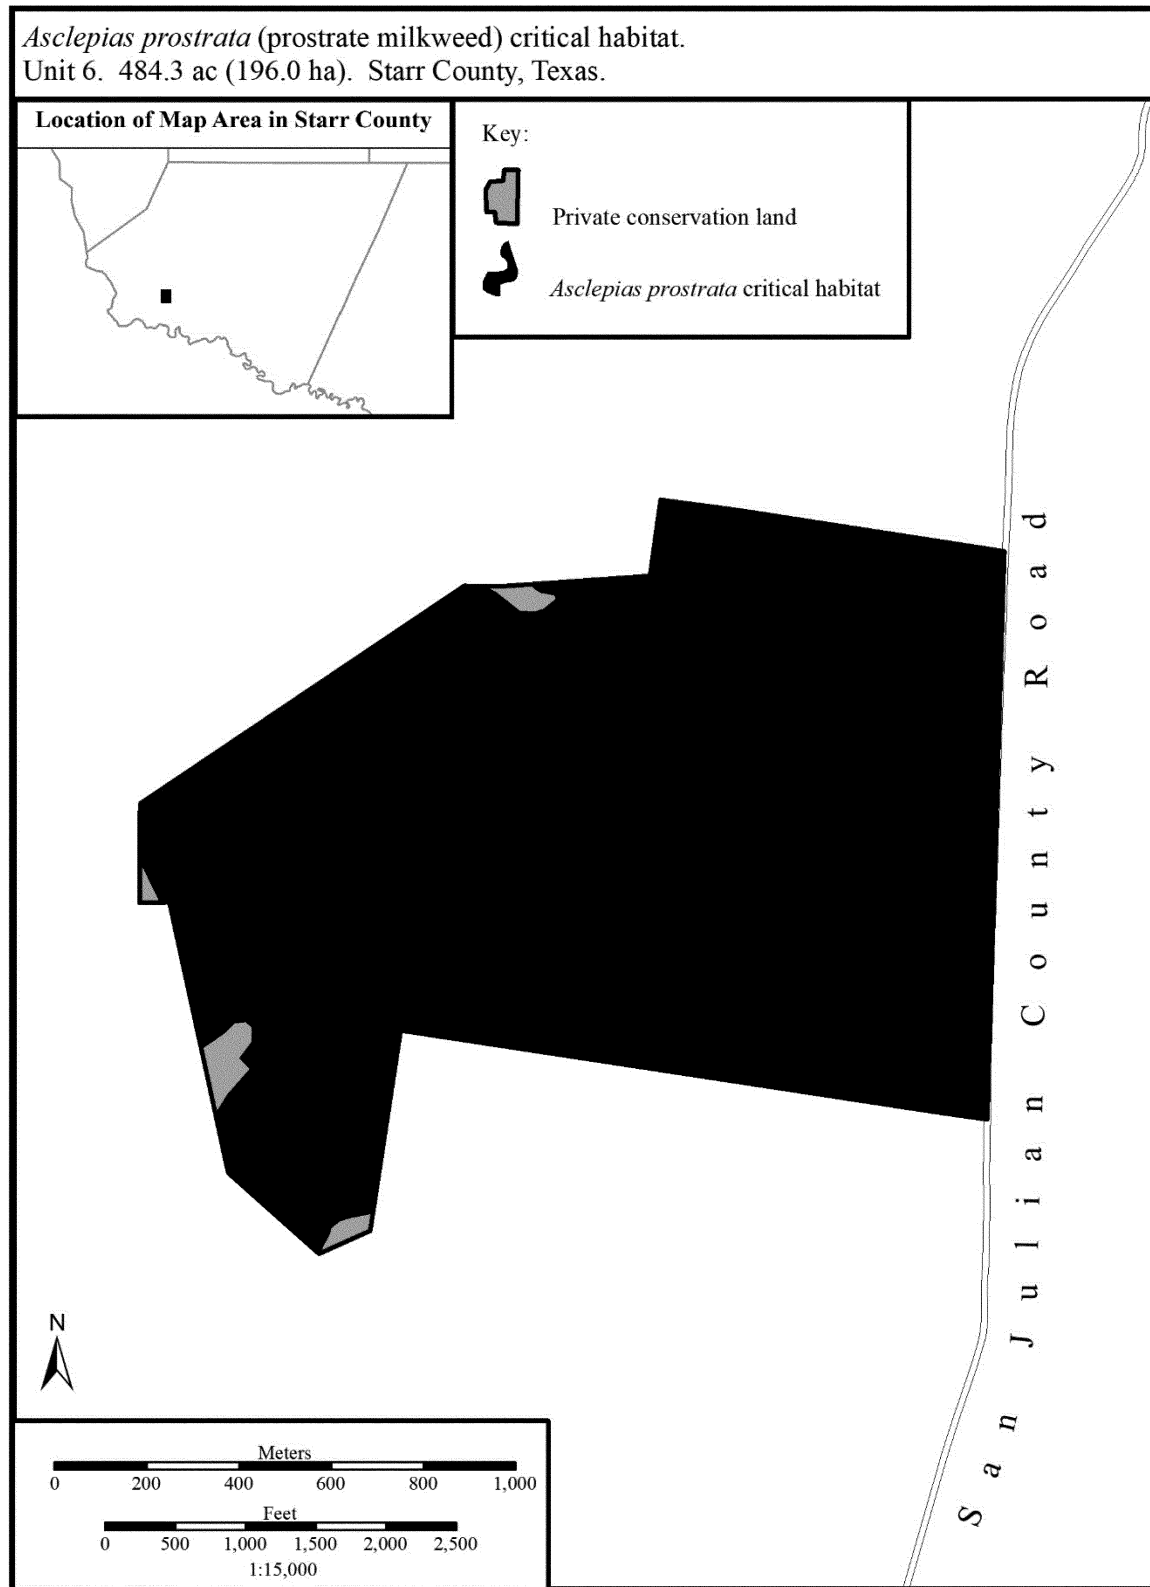 Asclepias prostrata (prostrate milkweed) critical habitat.
Unit 6.  484.3 ac (196.0 ha).  Starr County, Texas.
Location of Map Area in Starr County
Key:
Private conservation land
Asclepias prostrata critical habitat
San Julian County Road
N
Meters
0 200 400 600 800 1,000
Feet
0 500 1,000 1,500 2,000 2,500
1:15,000